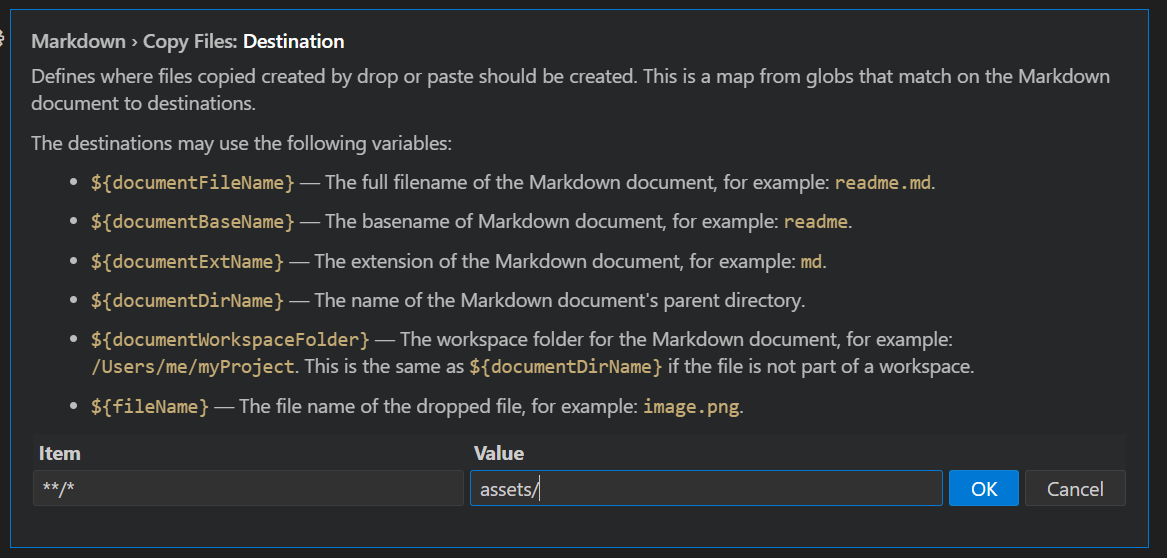 Markdown › Copy Files: Destination
Defines where files copied created by drop or paste should be created. This is a map from globs that match on the Markdown
document to destinations.
The destinations may use the following variables:
• ${documentFileName} — The full filename of the Markdown document, for example: readme.md.
• ${documentBaseName} — The basename of Markdown document, for example: readme.
• ${documentExtName} — The extension of the Markdown document, for example: md.
• ${documentDirName} — The name of the Markdown document's parent directory.
• ${documentWorkspaceFolder} — The workspace folder for the Markdown document, for example:
/Users/me/myProject. This is the same as ${documentDirName} if the file is not part of a workspace.
• ${fileName} — The file name of the dropped file, for example: image.png.
Item Value
**/* assets/ OK Cancel